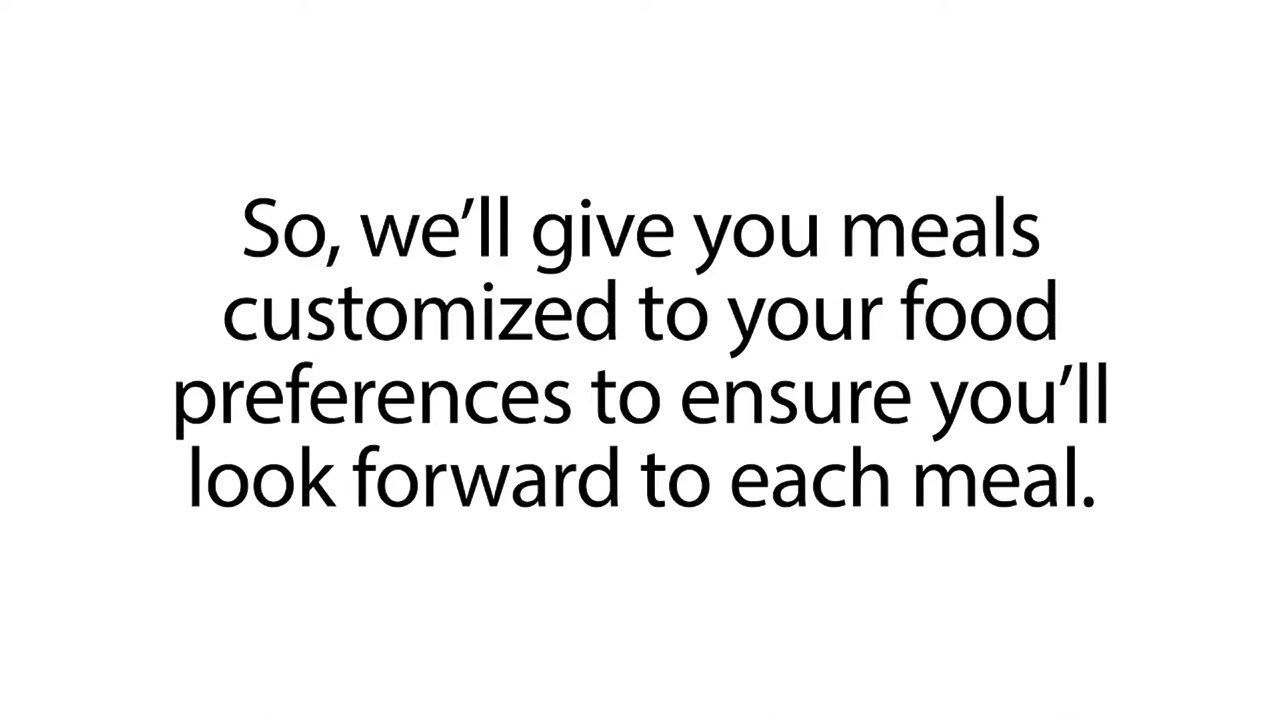 So, we’ll give you meals
customized to your food
preferences to ensure you’ll
look forward to each meal.